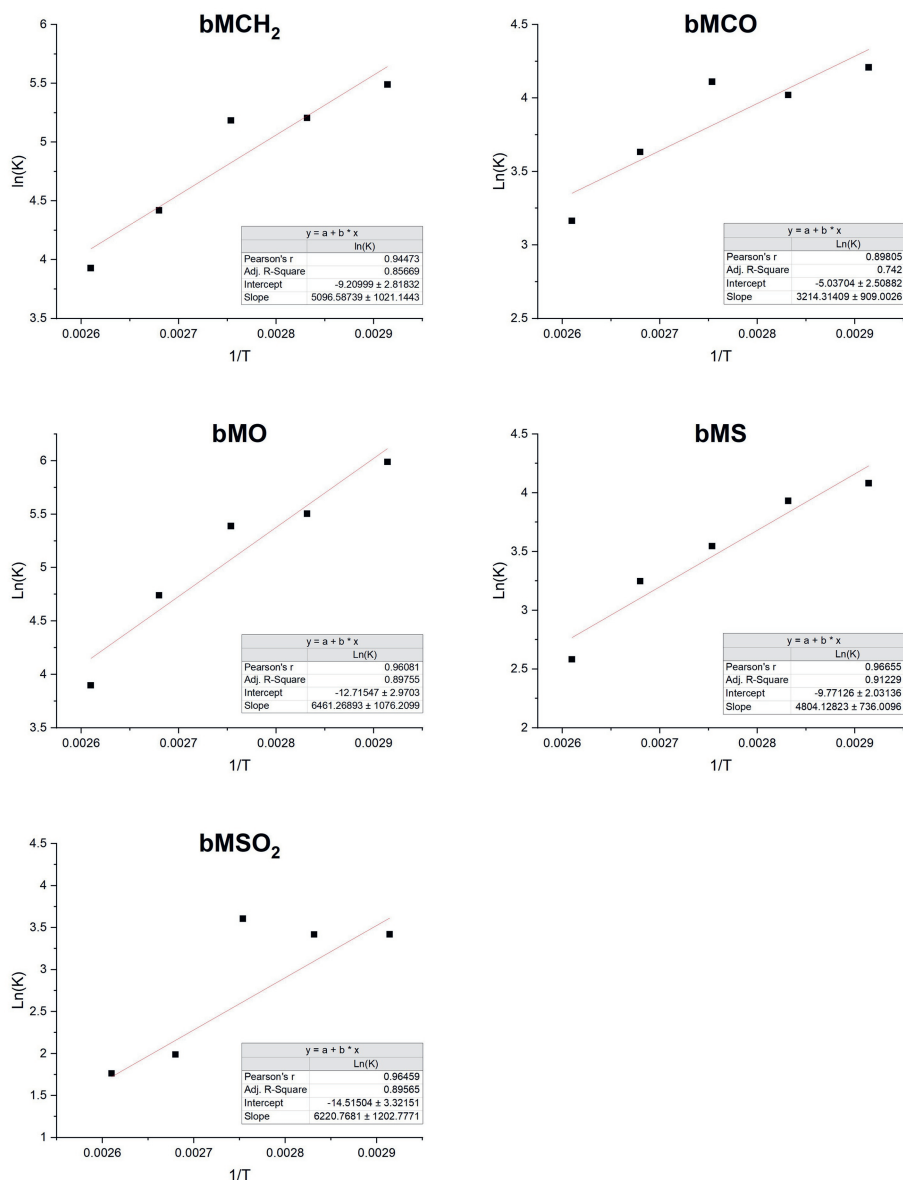 bMCH₂
6
5.5
5
4.5
4
3.5
ln(K)
0.0026 0.0027 0.0028 0.0029
1/T
y = a + b * x
ln(K)
Pearson's r 0.94473
Adj. R-Square 0.85669
Intercept -9.20999 ± 2.81832
Slope 5096.58739 ± 1021.1443
bMCO
4.5
4
3.5
3
2.5
Ln(K)
0.0026 0.0027 0.0028 0.0029
1/T
y = a + b * x
Ln(K)
Pearson's r 0.89805
Adj. R-Square 0.742
Intercept -5.03704 ± 2.50882
Slope 3214.31409 ± 909.0026
bMO
6
5.5
5
4.5
4
3.5
Ln(K)
0.0026 0.0027 0.0028 0.0029
1/T
y = a + b * x
Ln(K)
Pearson's r 0.96081
Adj. R-Square 0.89755
Intercept -12.71547 ± 2.9703
Slope 6461.26893 ± 1076.2099
bMS
4.5
4
3.5
3
2.5
2
Ln(K)
0.0026 0.0027 0.0028 0.0029
1/T
y = a + b * x
Ln(K)
Pearson's r 0.96655
Adj. R-Square 0.91229
Intercept -9.77126 ± 2.03136
Slope 4804.12823 ± 736.0096
bMSO₂
4.5
4
3.5
3
2.5
2
1.5
1
Ln(K)
0.0026 0.0027 0.0028 0.0029
1/T
y = a + b * x
Ln(K)
Pearson's r 0.96459
Adj. R-Square 0.89565
Intercept -14.51504 ± 3.32151
Slope 6220.7681 ± 1202.7771